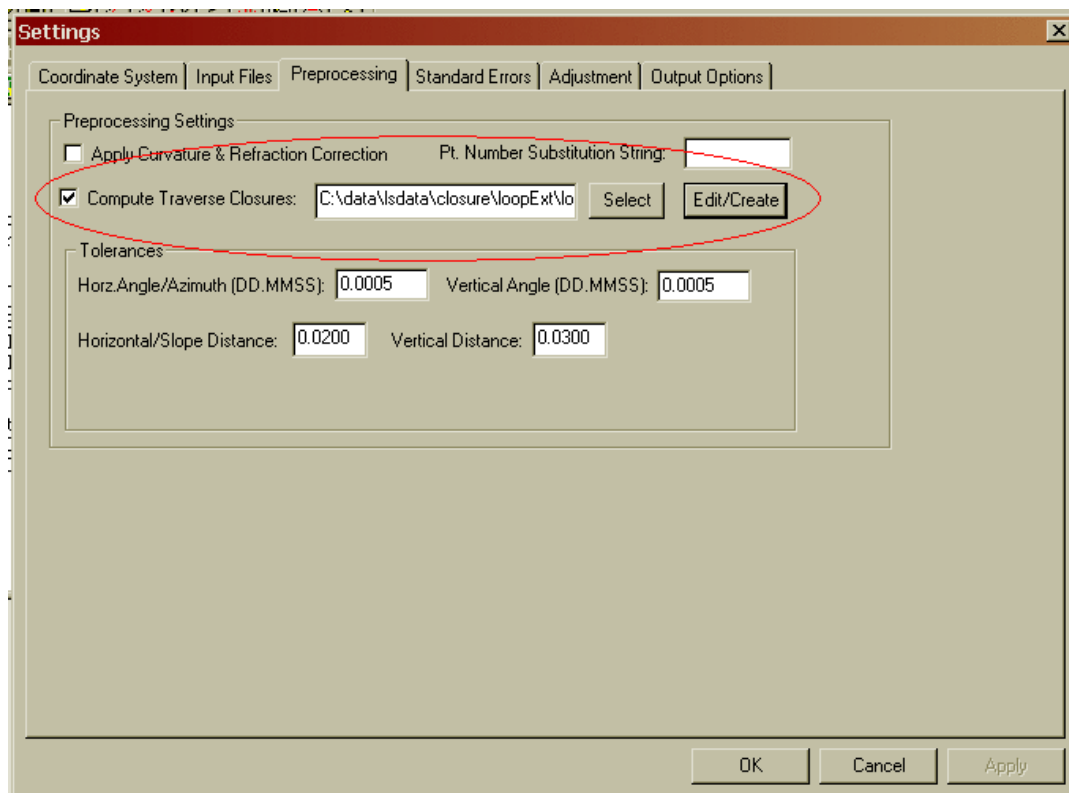 Settings
Coordinate System Input Files Preprocessing Standard Errors Adjustment Output Options
Preprocessing Settings
Apply Curvature & Refraction Correction Pt. Number Substitution String:
Compute Traverse Closures: C:\data\lsdata\closure\loopExt\lo Select Edit/Create
Tolerances
Horz.Angle/Azimuth (DD.MMSS): 0.0005 Vertical Angle (DD.MMSS): 0.0005
Horizontal/Slope Distance: 0.0200 Vertical Distance: 0.0300
OK Cancel Apply